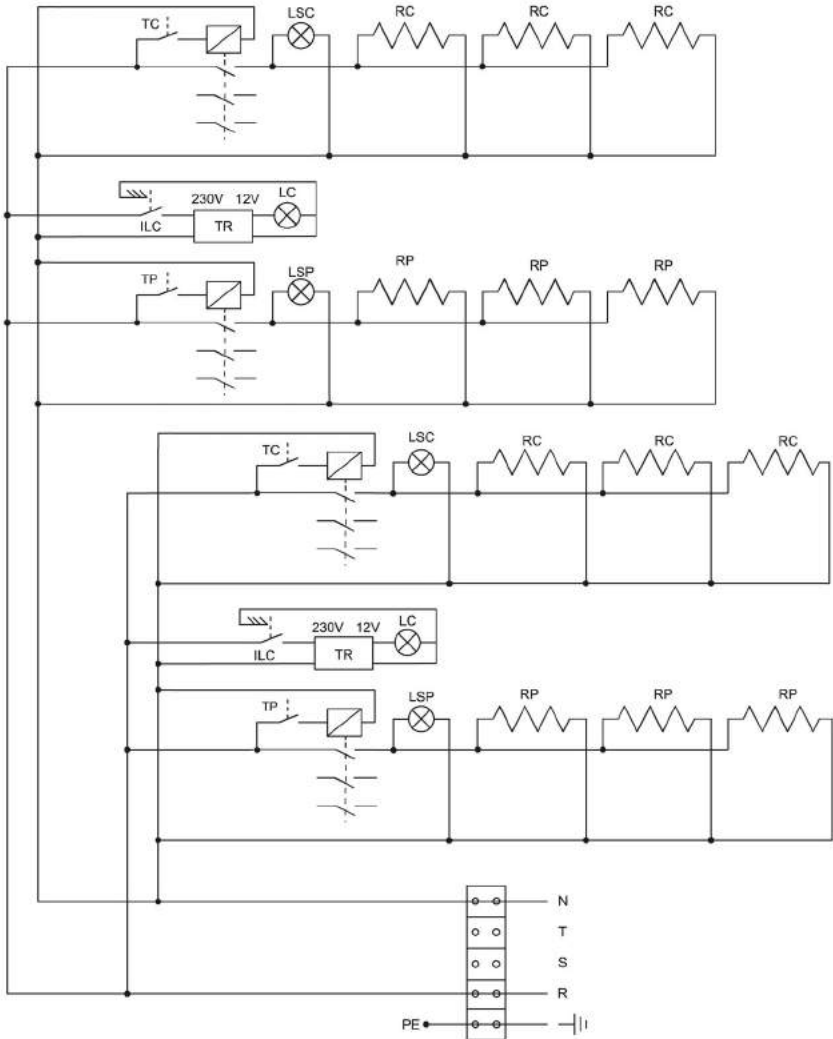 TC LSC RC RC RC
230V 12V LC
ILC TR
TP LSP RP RP RP
TC LSC RC RC RC
230V 12V LC
ILC TR
TP LSP RP RP RP
N
T
S
R
PE